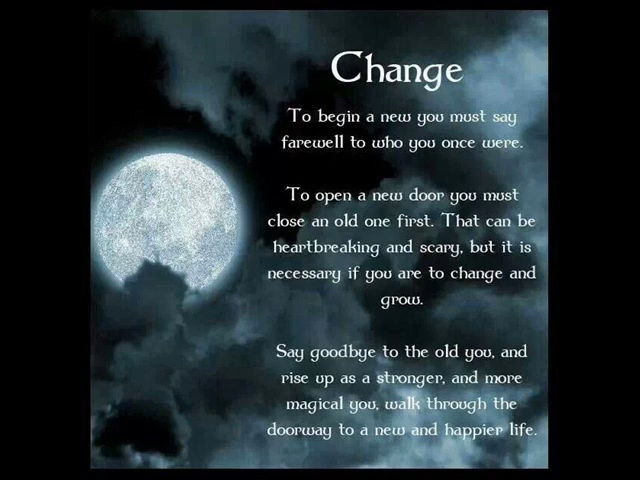 Change
To begin a new you must say
farewell to who you once were.
To open a new door you must
close an old one first. That can be
heartbreaking and scary, but it is
necessary if you are to change and
grow.
Say goodbye to the old you, and
rise up as a stronger, and more
magical you, walk through the
doorway to a new and happier life.